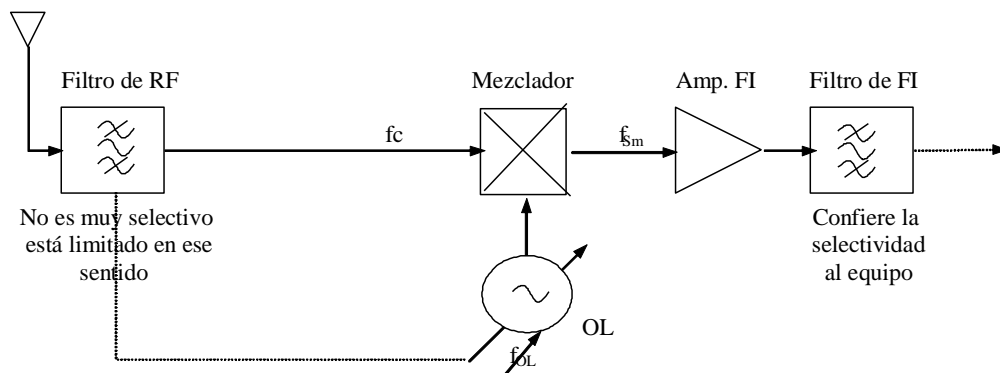 Filtro de RF
Mezclador
Amp. FI
Filtro de FI
fc
fSm
No es muy selectivo
está limitado en ese
sentido
Confiere la
selectividad
al equipo
OL
fOL